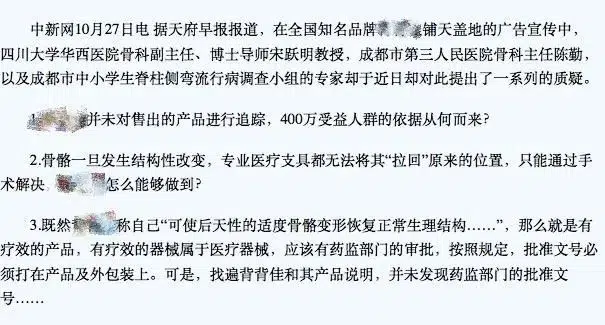 中新网10月27日电 据天府早报报道，在全国知名品牌 铺天盖地的广告宣传中，
四川大学华西医院骨科副主任、博士导师宋跃明教授，成都市第三人民医院骨科主任陈勤，
以及成都市中小学生脊柱侧弯流行病调查小组的专家却于近日却对此提出了一系列的质疑。
1. 并未对售出的产品进行追踪，400万受益人群的依据从何而来?
2.骨骼一旦发生结构性改变，专业医疗支具都无法将其“拉回”原来的位置，只能通过手
术解决 怎么能够做到?
3.既然 称自己“可使后天性的适度骨骼变形恢复正常生理结构……”，那么就是有
疗效的产品，有疗效的器械属于医疗器械，应该有药监部门的审批，按照规定，批准文号必
须打在产品及外包装上。可是，找遍背背佳和其产品说明，并未发现药监部门的批准文
号……